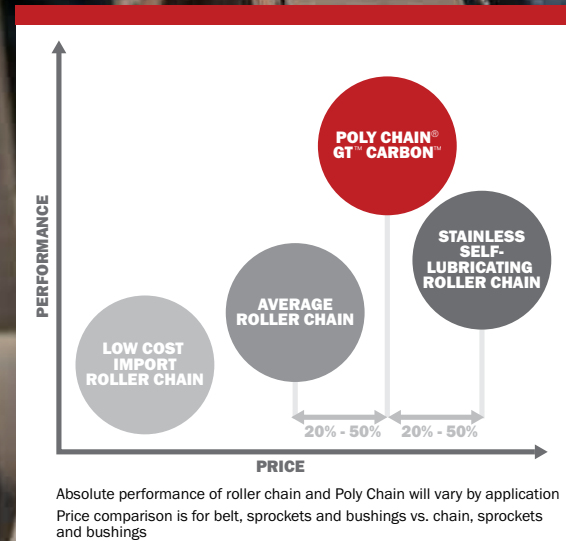 PERFORMANCE
POLY CHAIN®
GT™ CARBON™
STAINLESS
SELF-
LUBRICATING
ROLLER CHAIN
AVERAGE
ROLLER CHAIN
LOW COST
IMPORT
ROLLER CHAIN
20% - 50%
20% - 50%
PRICE
Absolute performance of roller chain and Poly Chain will vary by application
Price comparison is for belt, sprockets and bushings vs. chain, sprockets
and bushings